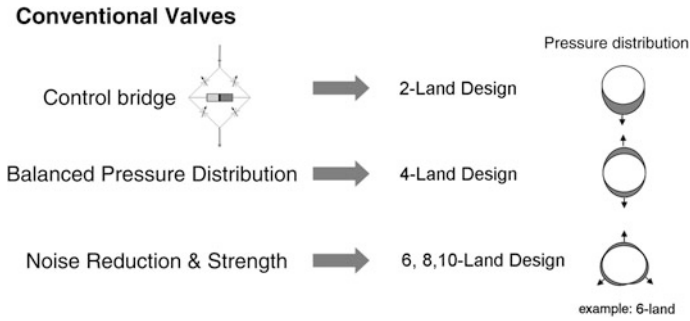 Conventional Valves
Pressure distribution
Control bridge
2-Land Design
Balanced Pressure Distribution
4-Land Design
Noise Reduction & Strength
6, 8,10-Land Design
example: 6-land